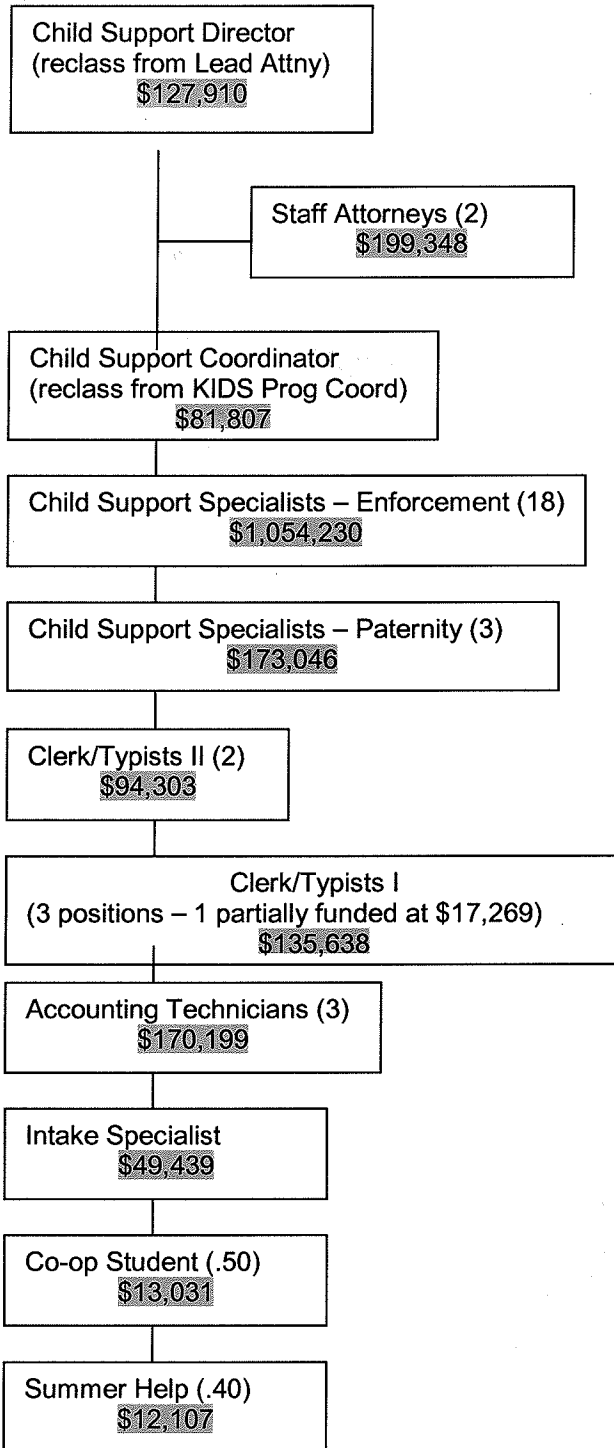 Child Support Director
(reclass from Lead Attny)
$127,910
Staff Attorneys (2)
$199,348
Child Support Coordinator
(reclass from KIDS Prog Coord)
$81,807
Child Support Specialists – Enforcement (18)
$1,054,230
Child Support Specialists – Paternity (3)
$173,046
Clerk/Typists II (2)
$94,303
Clerk/Typists I
(3 positions – 1 partially funded at $17,269)
$135,638
Accounting Technicians (3)
$170,199
Intake Specialist
$49,439
Co-op Student (.50)
$13,031
Summer Help (.40)
$12,107